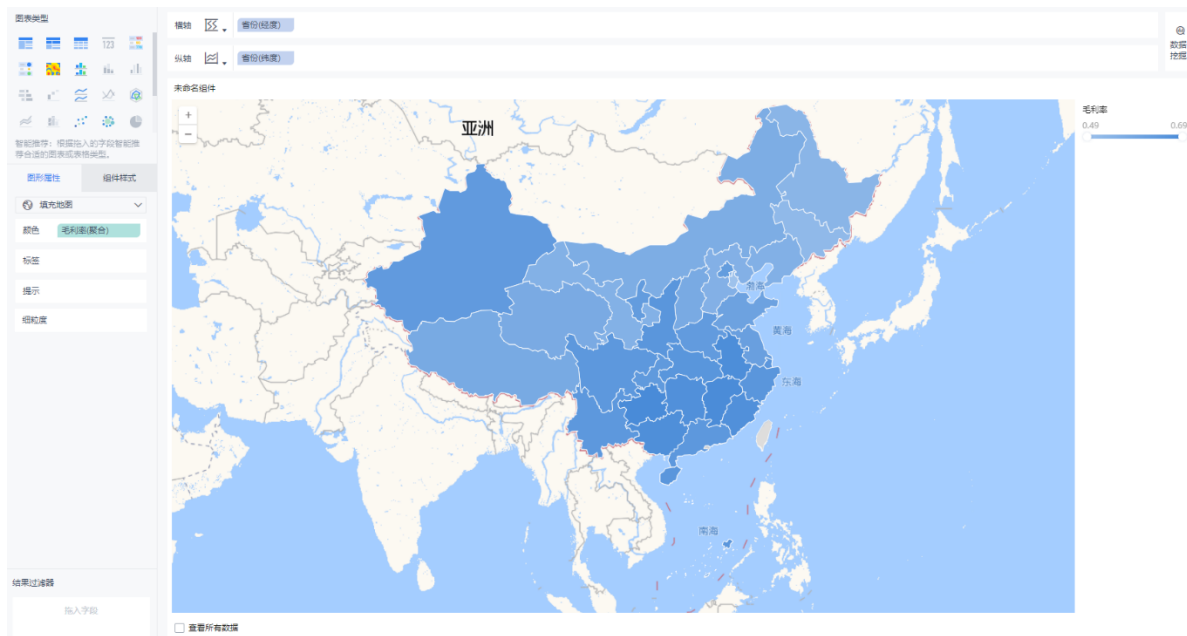 图表类型
横轴
省份(经度)
纵轴
省份(纬度)
数据
挖掘
123
智能推荐：根据拖入的字段智能推
荐合适的图表或表格类型。
图形属性
组件样式
填充地图
颜色
毛利率(聚合)
标签
提示
细粒度
结果过滤器
拖入字段
未命名组件
+
−
亚洲
渤海
黄海
东海
南海
毛利率
0.49
0.69
查看所有数据